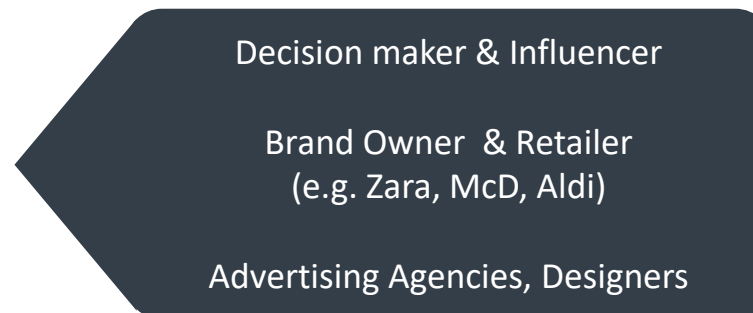 Decision maker & Influencer
Brand Owner & Retailer
(e.g. Zara, McD, Aldi)
Advertising Agencies, Designers